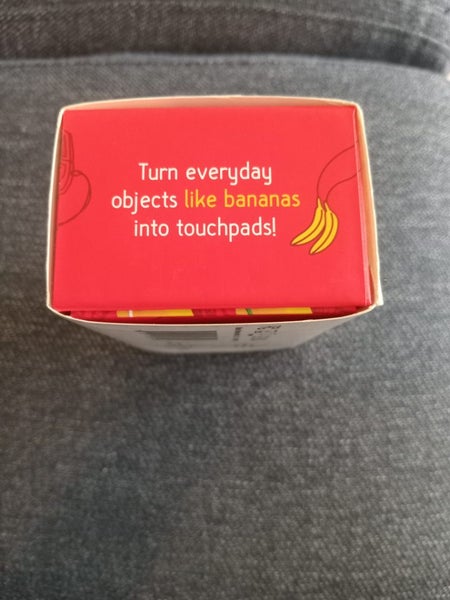 Turn everyday
objects like bananas
into touchpads!